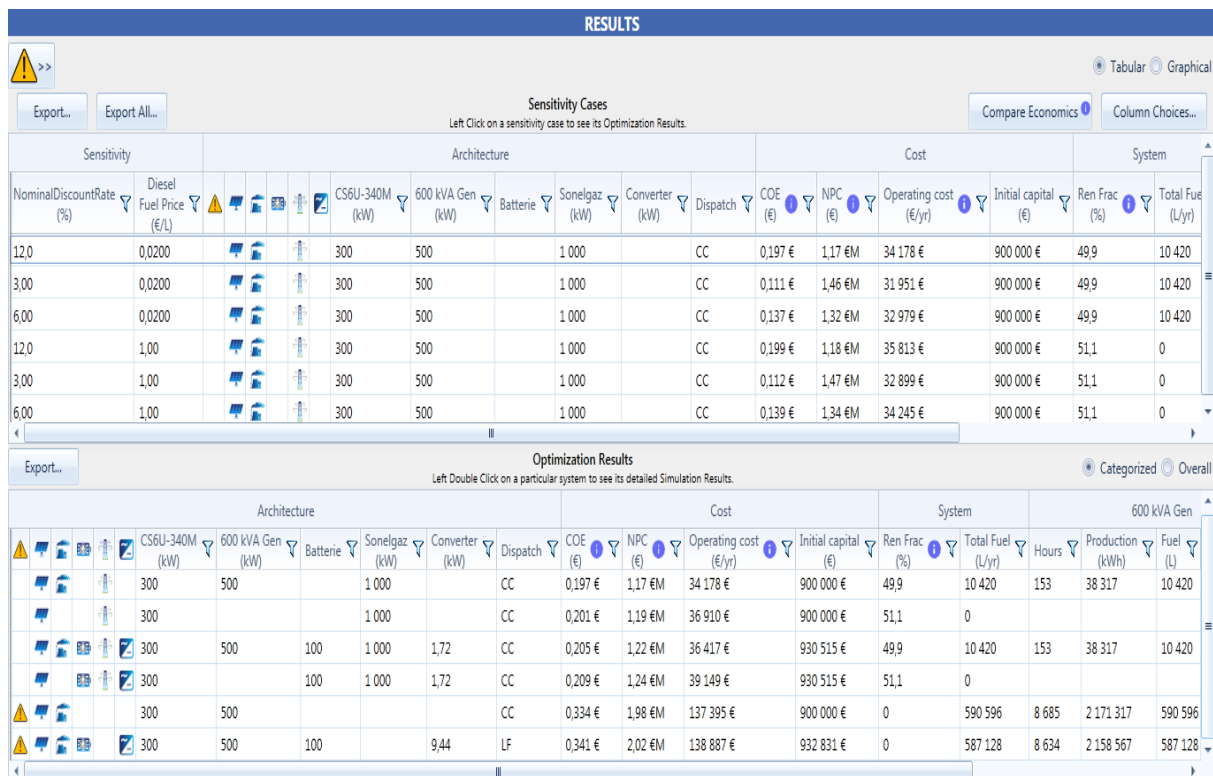 RESULTS
>>
Tabular Graphical
Export... Export All... Sensitivity Cases Compare Economics Column Choices...
Left Click on a sensitivity case to see its Optimization Results.
Sensitivity Architecture Cost System
NominalDiscountRate (%) Diesel Fuel Price (€/L) CS6U-340M (kW) 600 kVA Gen (kW) Batterie Sonelgaz (kW) Converter (kW) Dispatch COE (€) NPC (€) Operating cost (€/yr) Initial capital (€) Ren Frac (%) Total Fue (L/yr)
12,0 0,0200 300 500 1 000 CC 0,197 € 1,17 €M 34 178 € 900 000 € 49,9 10 420
3,00 0,0200 300 500 1 000 CC 0,111 € 1,46 €M 31 951 € 900 000 € 49,9 10 420
6,00 0,0200 300 500 1 000 CC 0,137 € 1,32 €M 32 979 € 900 000 € 49,9 10 420
12,0 1,00 300 500 1 000 CC 0,199 € 1,18 €M 35 813 € 900 000 € 51,1 0
3,00 1,00 300 500 1 000 CC 0,112 € 1,47 €M 32 899 € 900 000 € 51,1 0
6,00 1,00 300 500 1 000 CC 0,139 € 1,34 €M 34 245 € 900 000 € 51,1 0
Export... Optimization Results Categorized Overall
Left Double Click on a particular system to see its detailed Simulation Results.
Architecture Cost System 600 kVA Gen
CS6U-340M (kW) 600 kVA Gen (kW) Batterie Sonelgaz (kW) Converter (kW) Dispatch COE (€) NPC (€) Operating cost (€/yr) Initial capital (€) Ren Frac (%) Total Fuel (L/yr) Hours Production (kWh) Fuel (L)
300 500 1 000 CC 0,197 € 1,17 €M 34 178 € 900 000 € 49,9 10 420 153 38 317 10 420
300 1 000 CC 0,201 € 1,19 €M 36 910 € 900 000 € 51,1 0
300 500 100 1 000 1,72 CC 0,205 € 1,22 €M 36 417 € 930 515 € 49,9 10 420 153 38 317 10 420
300 100 1 000 1,72 CC 0,209 € 1,24 €M 39 149 € 930 515 € 51,1 0
300 500 CC 0,334 € 1,98 €M 137 395 € 900 000 € 0 590 596 8 685 2 171 317 590 596
300 500 100 9,44 LF 0,341 € 2,02 €M 138 887 € 932 831 € 0 587 128 8 634 2 158 567 587 128